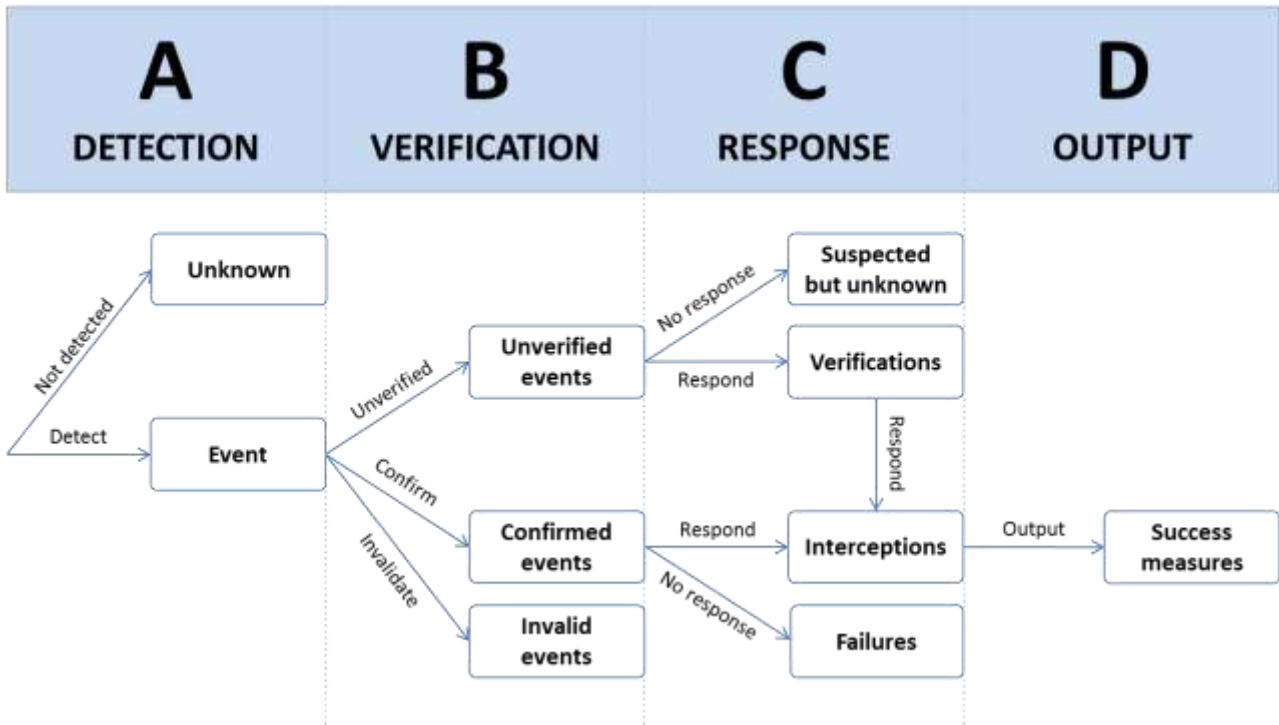 A
DETECTION
B
VERIFICATION
C
RESPONSE
D
OUTPUT
Not detected
Unknown
Detect
Event
Unverified
Unverified
events
Confirm
Confirmed
events
Invalidate
Invalid
events
No response
Suspected
but unknown
Respond
Verifications
Respond
Respond
Interceptions
No response
Failures
Output
Success
measures